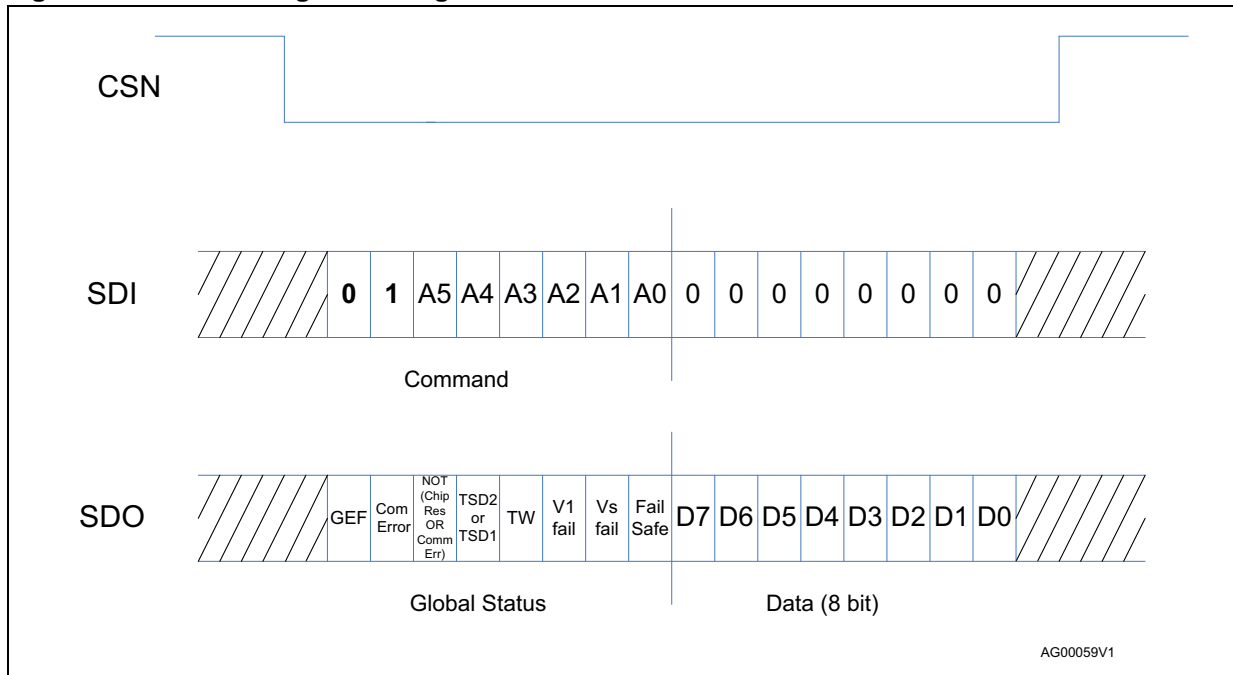 CSN
SDI
0 1 A5 A4 A3 A2 A1 A0 0 0 0 0 0 0 0 0
Command
SDO
GEF
Com
Error
NOT
(Chip
Res
OR
Comm
Err)
TSD2
or
TSD1
TW
V1
fail
Vs
fail
Fail
Safe
D7 D6 D5 D4 D3 D2 D1 D0
Global Status
Data (8 bit)
AG00059V1